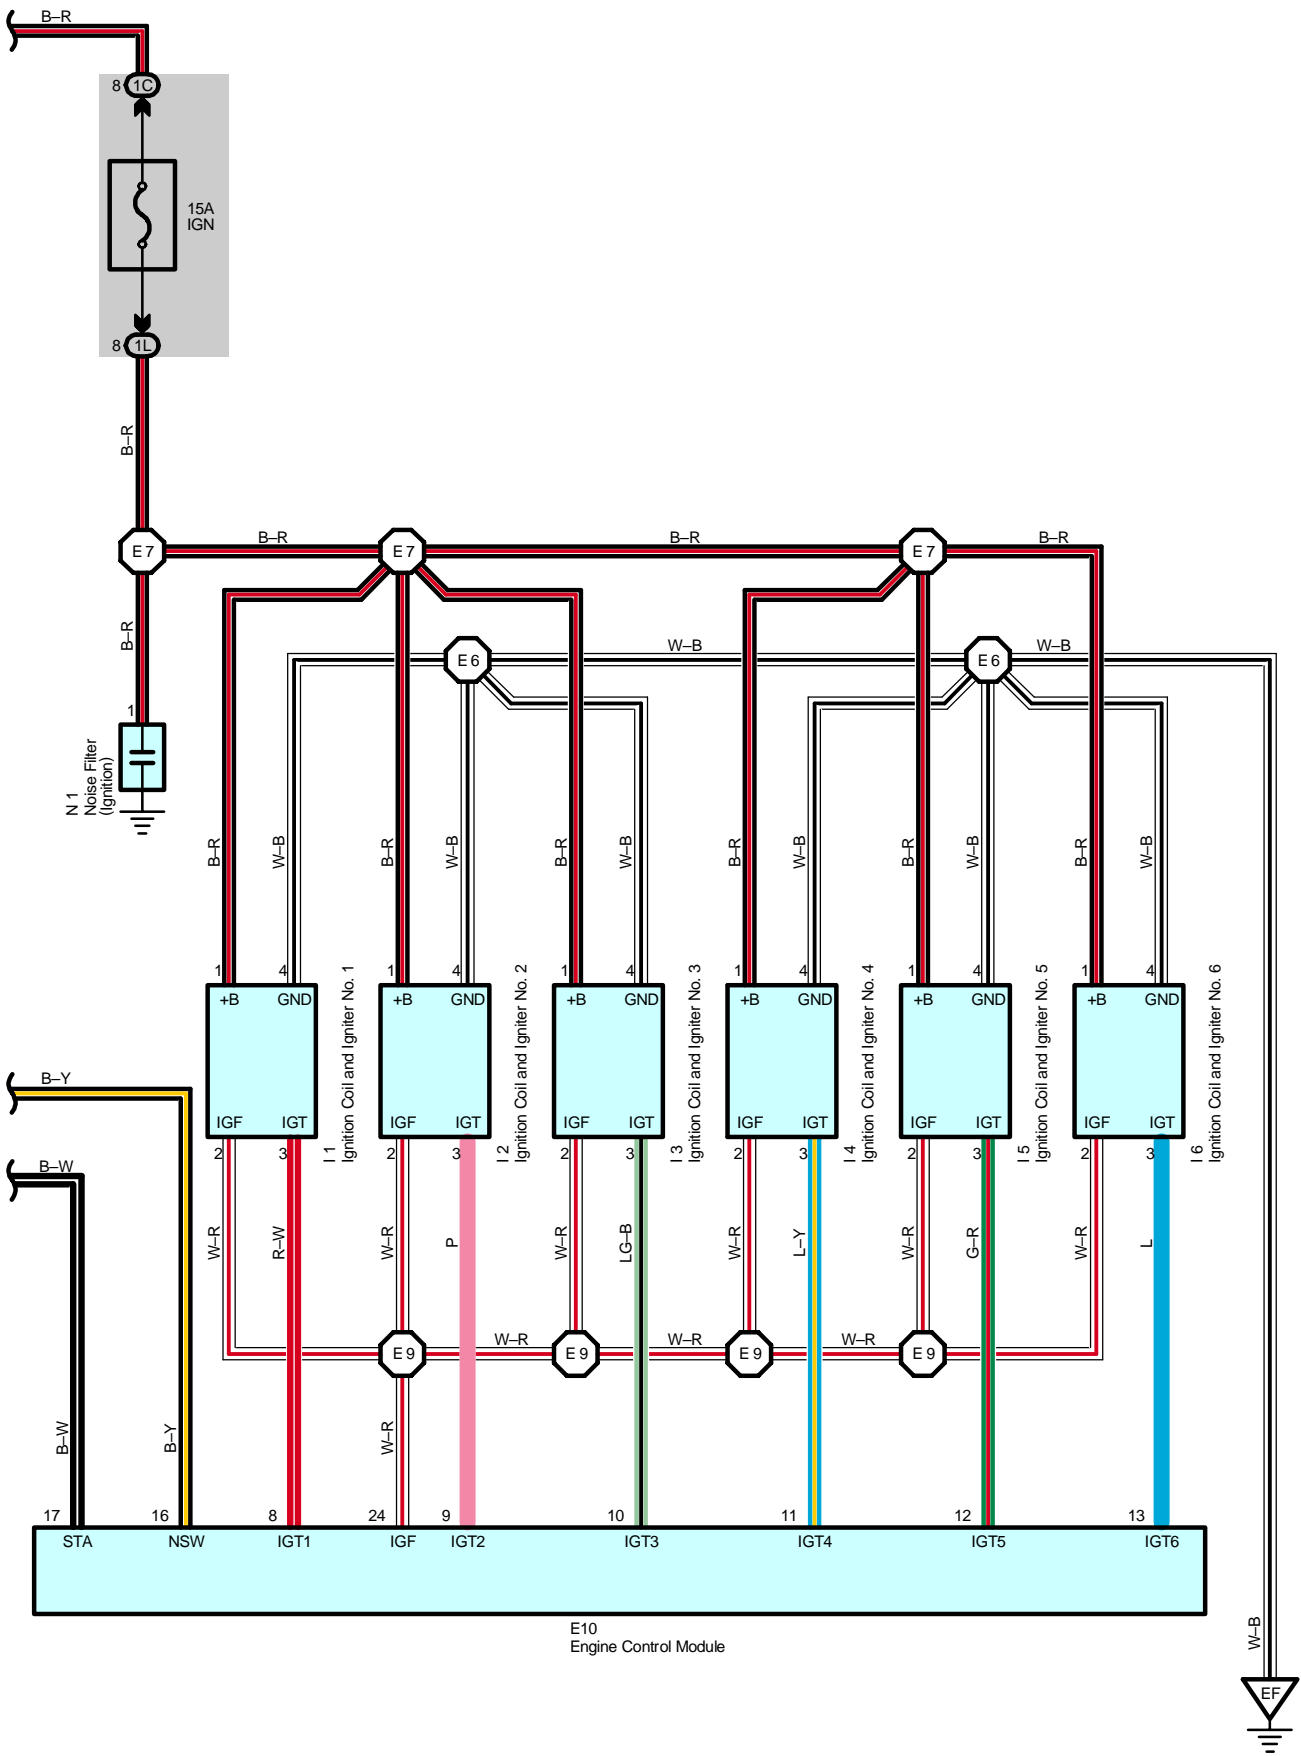 B–R
8 1C
15A
IGN
8 1L
B–R
E 7
B–R
E 7
B–R
E 7
B–R
B–R
E 6
W–B
E 6
W–B
1
N 1
Noise Filter
(Ignition)
B–R
W–B
B–R
W–B
B–R
W–B
B–R
W–B
B–R
W–B
B–R
W–B
1 4
1 4
1 4
1 4
1 4
1 4
+B GND
+B GND
+B GND
+B GND
+B GND
+B GND
IGF IGT
IGF IGT
IGF IGT
IGF IGT
IGF IGT
IGF IGT
I 1
Ignition Coil and Igniter No. 1
I 2
Ignition Coil and Igniter No. 2
I 3
Ignition Coil and Igniter No. 3
I 4
Ignition Coil and Igniter No. 4
I 5
Ignition Coil and Igniter No. 5
I 6
Ignition Coil and Igniter No. 6
B–Y
B–W
2 3
2 3
2 3
2 3
2 3
2 3
W–R
R–W
W–R
P
W–R
LG–B
W–R
L–Y
W–R
G–R
W–R
L
E 9
W–R
E 9
W–R
E 9
W–R
E 9
B–W
B–Y
W–R
17
16
8
24
9
10
11
12
13
STA
NSW
IGT1
IGF
IGT2
IGT3
IGT4
IGT5
IGT6
E10
Engine Control Module
W–B
EF